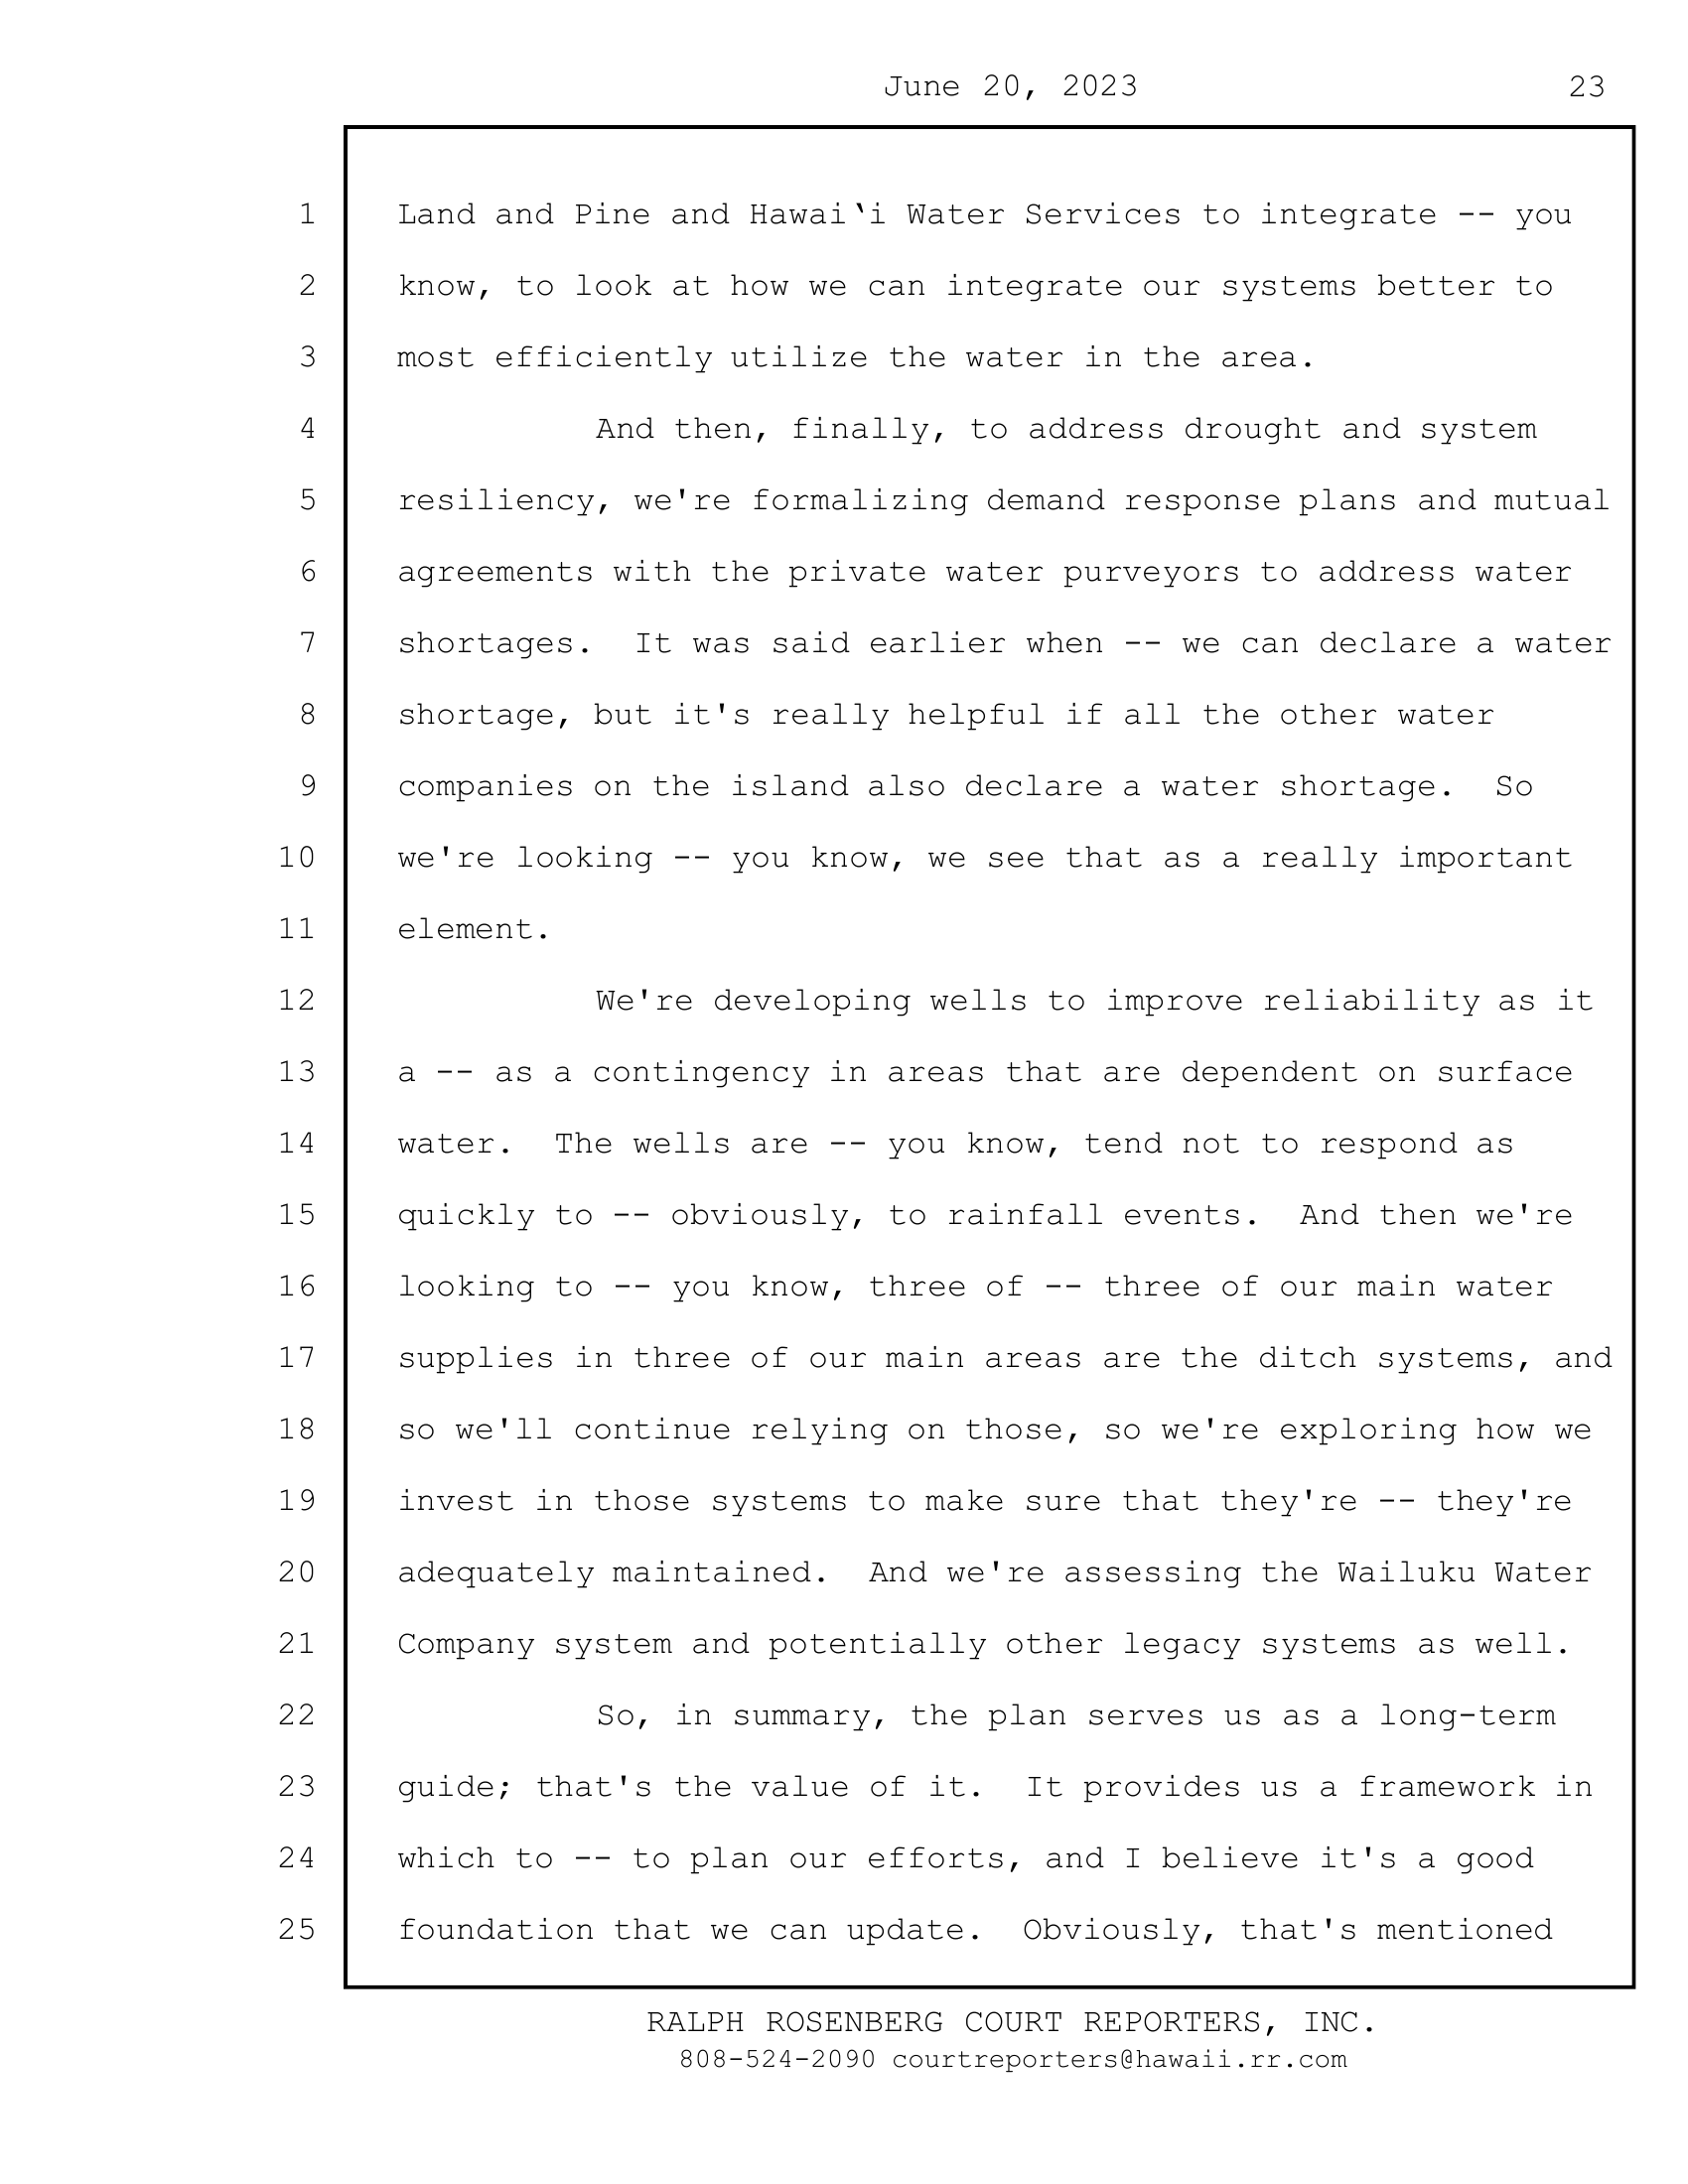 June 20, 2023 23
1 Land and Pine and Hawai‘i Water Services to integrate -- you
2 know, to look at how we can integrate our systems better to
3 most efficiently utilize the water in the area.
4 And then, finally, to address drought and system
5 resiliency, we're formalizing demand response plans and mutual
6 agreements with the private water purveyors to address water
7 shortages.  It was said earlier when -- we can declare a water
8 shortage, but it's really helpful if all the other water
9 companies on the island also declare a water shortage.  So
10 we're looking -- you know, we see that as a really important
11 element.
12 We're developing wells to improve reliability as it
13 a -- as a contingency in areas that are dependent on surface
14 water.  The wells are -- you know, tend not to respond as
15 quickly to -- obviously, to rainfall events.  And then we're
16 looking to -- you know, three of -- three of our main water
17 supplies in three of our main areas are the ditch systems, and
18 so we'll continue relying on those, so we're exploring how we
19 invest in those systems to make sure that they're -- they're
20 adequately maintained.  And we're assessing the Wailuku Water
21 Company system and potentially other legacy systems as well.
22 So, in summary, the plan serves us as a long-term
23 guide; that's the value of it.  It provides us a framework in
24 which to -- to plan our efforts, and I believe it's a good
25 foundation that we can update.  Obviously, that's mentioned
RALPH ROSENBERG COURT REPORTERS, INC.
808-524-2090 courtreporters@hawaii.rr.com